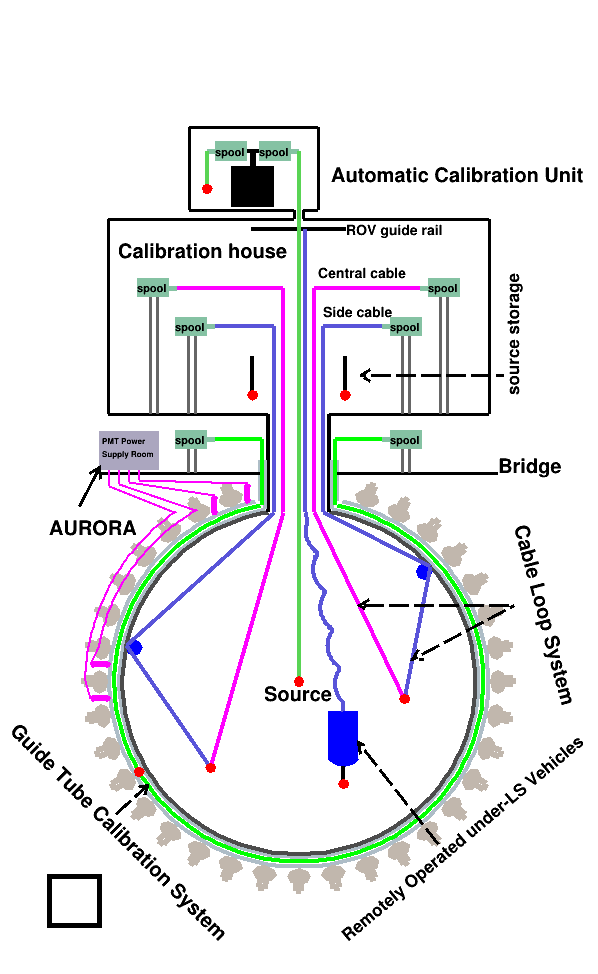 spool
spool
Automatic Calibration Unit
ROV guide rail
Calibration house
Central cable
spool
spool
Side cable
spool
spool
source storage
PMT Power
Supply Room
spool
spool
Bridge
AURORA
Cable Loop System
Source
Guide Tube Calibration System
Remotely Operated under-LS Vehicles